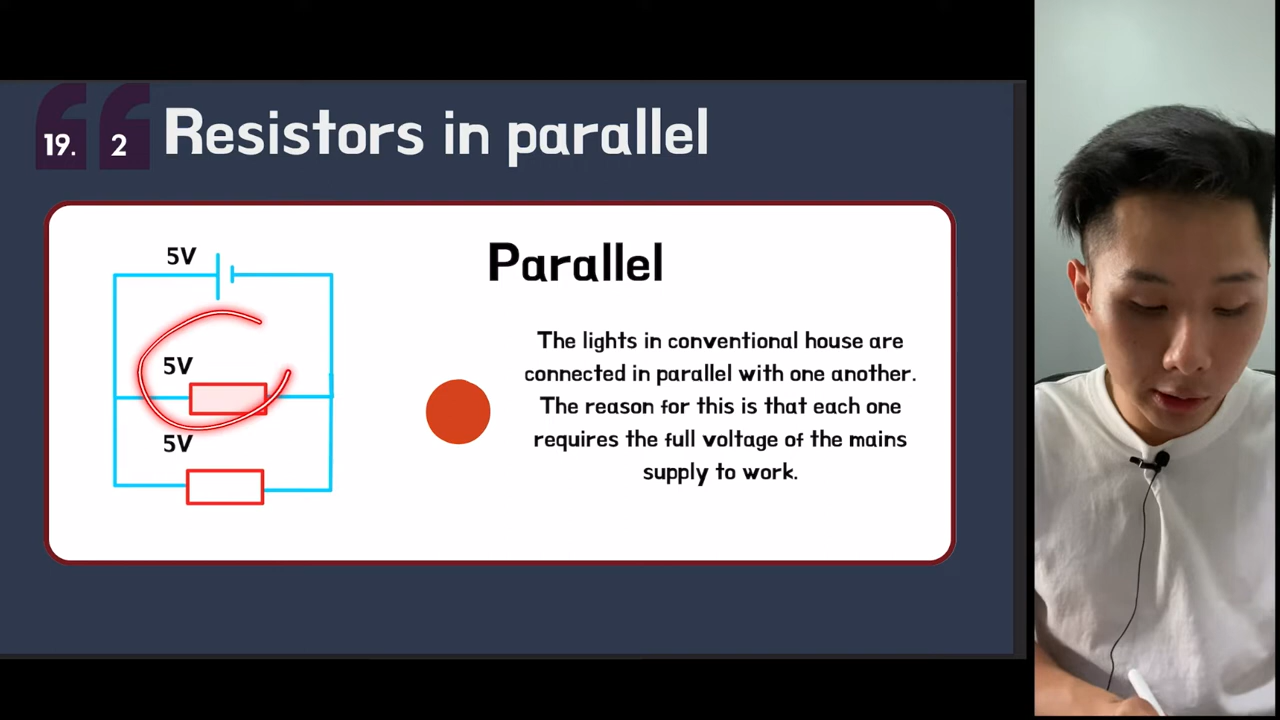 19. 2 Resistors in parallel
5V
5V
5V
Parallel
The lights in conventional house are
connected in parallel with one another.
The reason for this is that each one
requires the full voltage of the mains
supply to work.